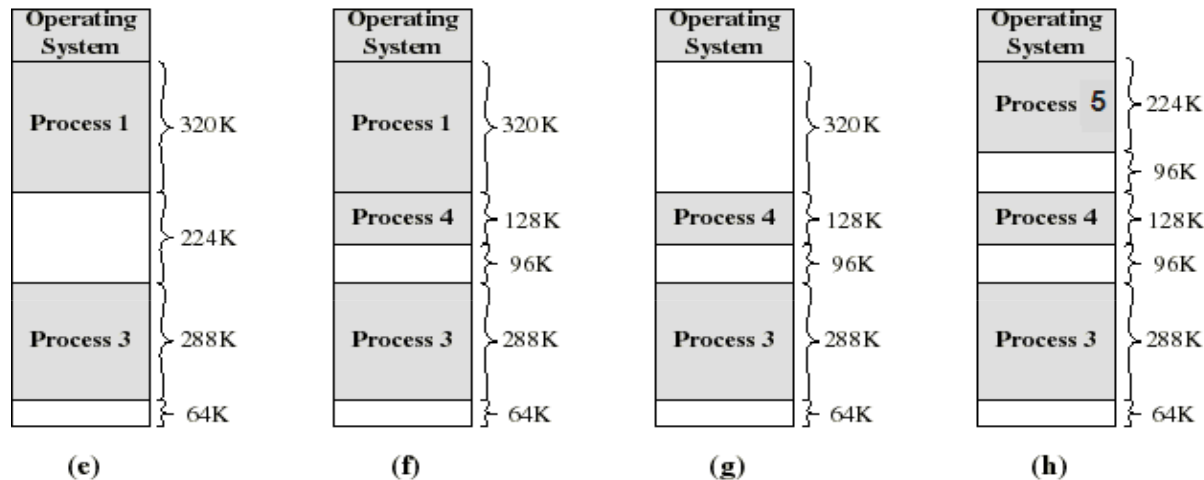 Operating
System
Process 1
320K
224K
Process 3
288K
64K
(e)
Operating
System
Process 1
320K
Process 4
128K
96K
Process 3
288K
64K
(f)
Operating
System
320K
Process 4
128K
96K
Process 3
288K
64K
(g)
Operating
System
Process 5
224K
96K
Process 4
128K
96K
Process 3
288K
64K
(h)